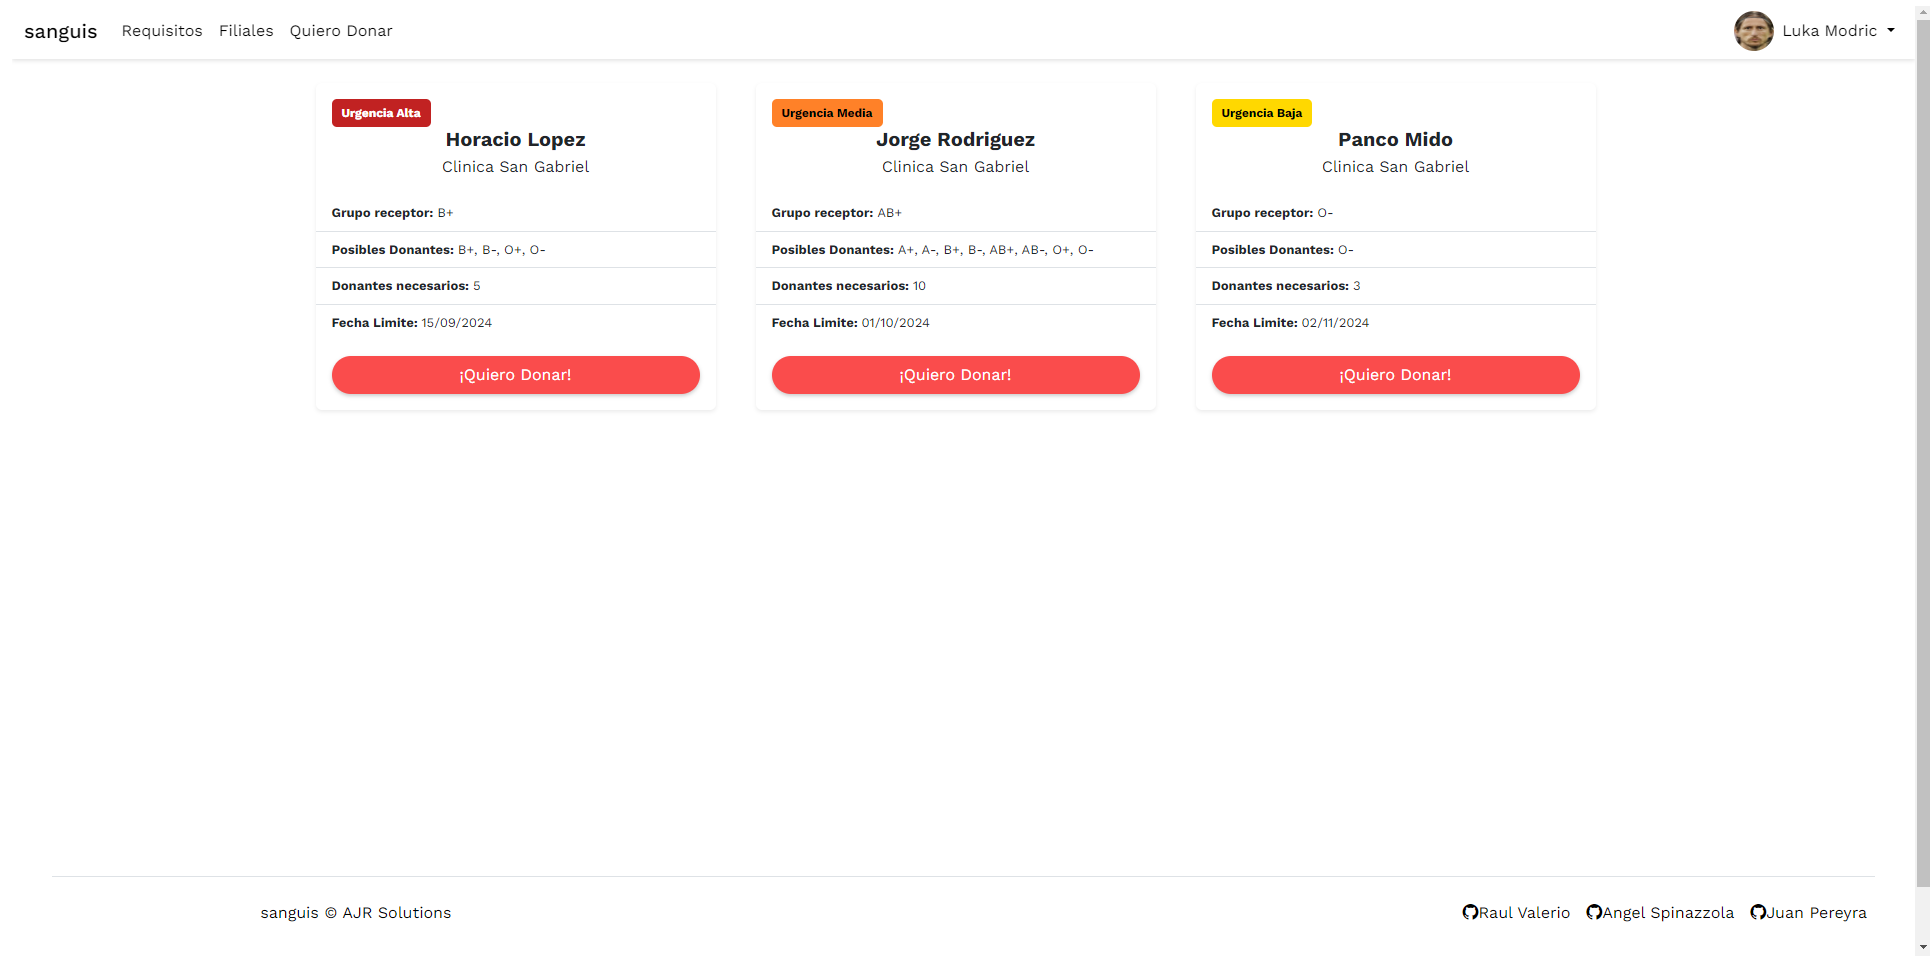 sanguis Requisitos Filiales Quiero Donar Luka Modric
Urgencia Alta
Horacio Lopez
Clinica San Gabriel
Grupo receptor: B+
Posibles Donantes: B+, B-, O+, O-
Donantes necesarios: 5
Fecha Limite: 15/09/2024
¡Quiero Donar!
Urgencia Media
Jorge Rodriguez
Clinica San Gabriel
Grupo receptor: AB+
Posibles Donantes: A+, A-, B+, B-, AB+, AB-, O+, O-
Donantes necesarios: 10
Fecha Limite: 01/10/2024
¡Quiero Donar!
Urgencia Baja
Panco Mido
Clinica San Gabriel
Grupo receptor: O-
Posibles Donantes: O-
Donantes necesarios: 3
Fecha Limite: 02/11/2024
¡Quiero Donar!
sanguis © AJR Solutions Raul Valerio Angel Spinazzola Juan Pereyra